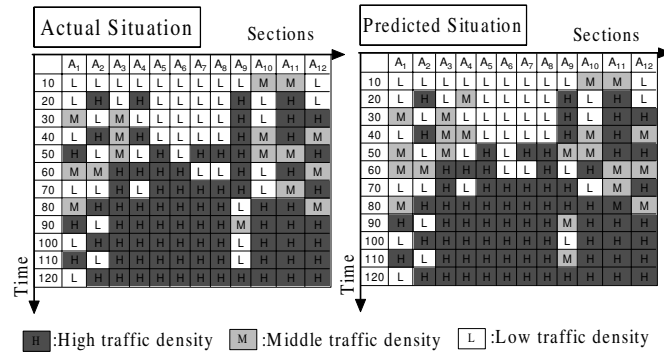 Actual Situation
Sections
A1 A2 A3 A4 A5 A6 A7 A8 A9 A10 A11 A12
10 L L L L L L L L L M M L
20 L H L H L L L L H L H L
30 M L M L L L L L H L H H
40 L H M H L L L L H M H M
50 H L M L H L H H H M M H
60 M M H H H H L L H L H M
70 L L H L H H H H H L M H
80 M H H H H H H H L H H M
90 H L H H H H H H M H H H
100 L L H H H H H H L H H H
110 H L H H H H H H L H H H
120 L H H H H H H H H H H H
Time
Predicted Situation
Sections
A1 A2 A3 A4 A5 A6 A7 A8 A9 A10 A11 A12
10 L L L L L L L L L M M L
20 L H L M L L L L H L H L
30 M L M L L L L L H L H H
40 L H M M L L L L H M H M
50 M L M L H L H H M M H H
60 M M H H H L L H L H M M
70 L L H L H H H H H L M H
80 M H H H H H H H H H H M
90 H L H H H H H H M H H H
100 L L H H H H H H L H H H
110 H L H H H H H H M H H H
120 L H H H H H H H H H H H
Time
H :High traffic density M :Middle traffic density L :Low traffic density